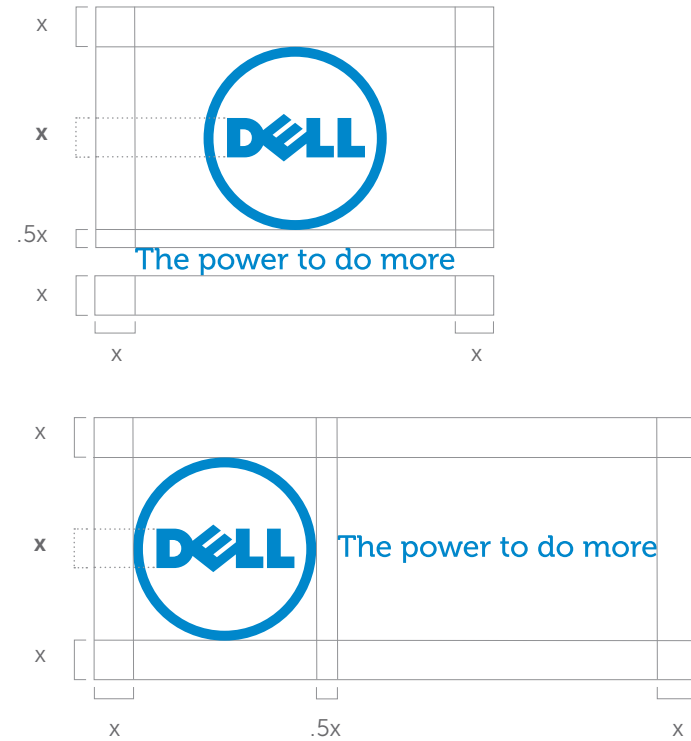 x
DELL
x
.5x
The power to do more
x
x x
x
DELL
x
The power to do more
x
x .5x x